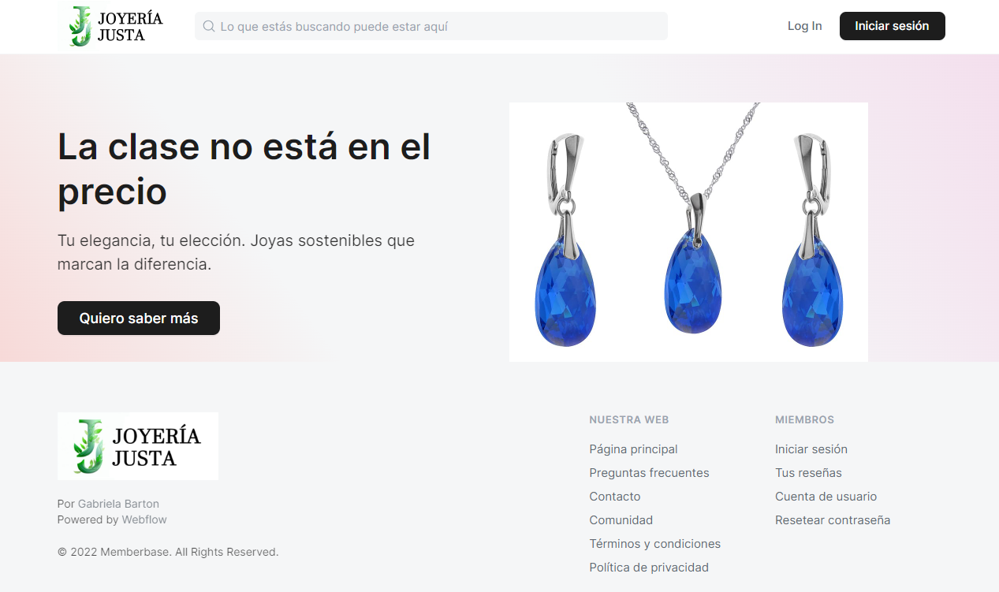 JOYERÍA
JUSTA
Lo que estás buscando puede estar aquí
Log In
Iniciar sesión
La clase no está en el
precio
Tu elegancia, tu elección. Joyas sostenibles que
marcan la diferencia.
Quiero saber más
JOYERÍA
JUSTA
Por Gabriela Barton
Powered by Webflow
© 2022 Memberbase. All Rights Reserved.
NUESTRA WEB
Página principal
Preguntas frecuentes
Contacto
Comunidad
Términos y condiciones
Política de privacidad
MIEMBROS
Iniciar sesión
Tus reseñas
Cuenta de usuario
Resetear contraseña